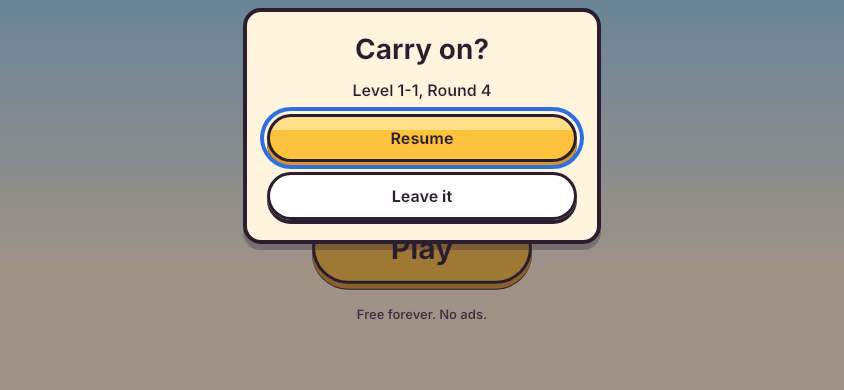 Carry on?
Level 1-1, Round 4
Resume
Leave it
Play
Free forever. No ads.